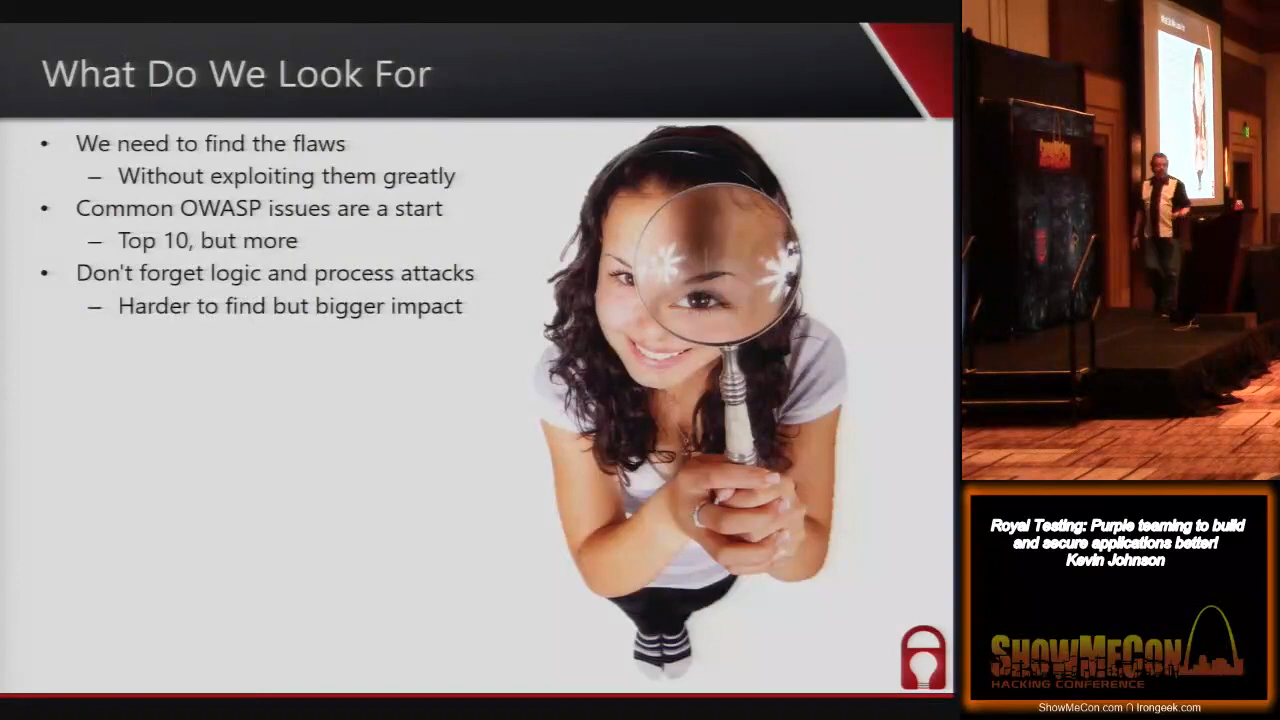 What Do We Look For
• We need to find the flaws
– Without exploiting them greatly
• Common OWASP issues are a start
– Top 10, but more
• Don't forget logic and process attacks
– Harder to find but bigger impact
Royal Testing: Purple teaming to build
and secure applications better!
Kevin Johnson
SHOWMECON
HACKING CONFERENCE
ShowMeCon.com ∩ Irongeek.com